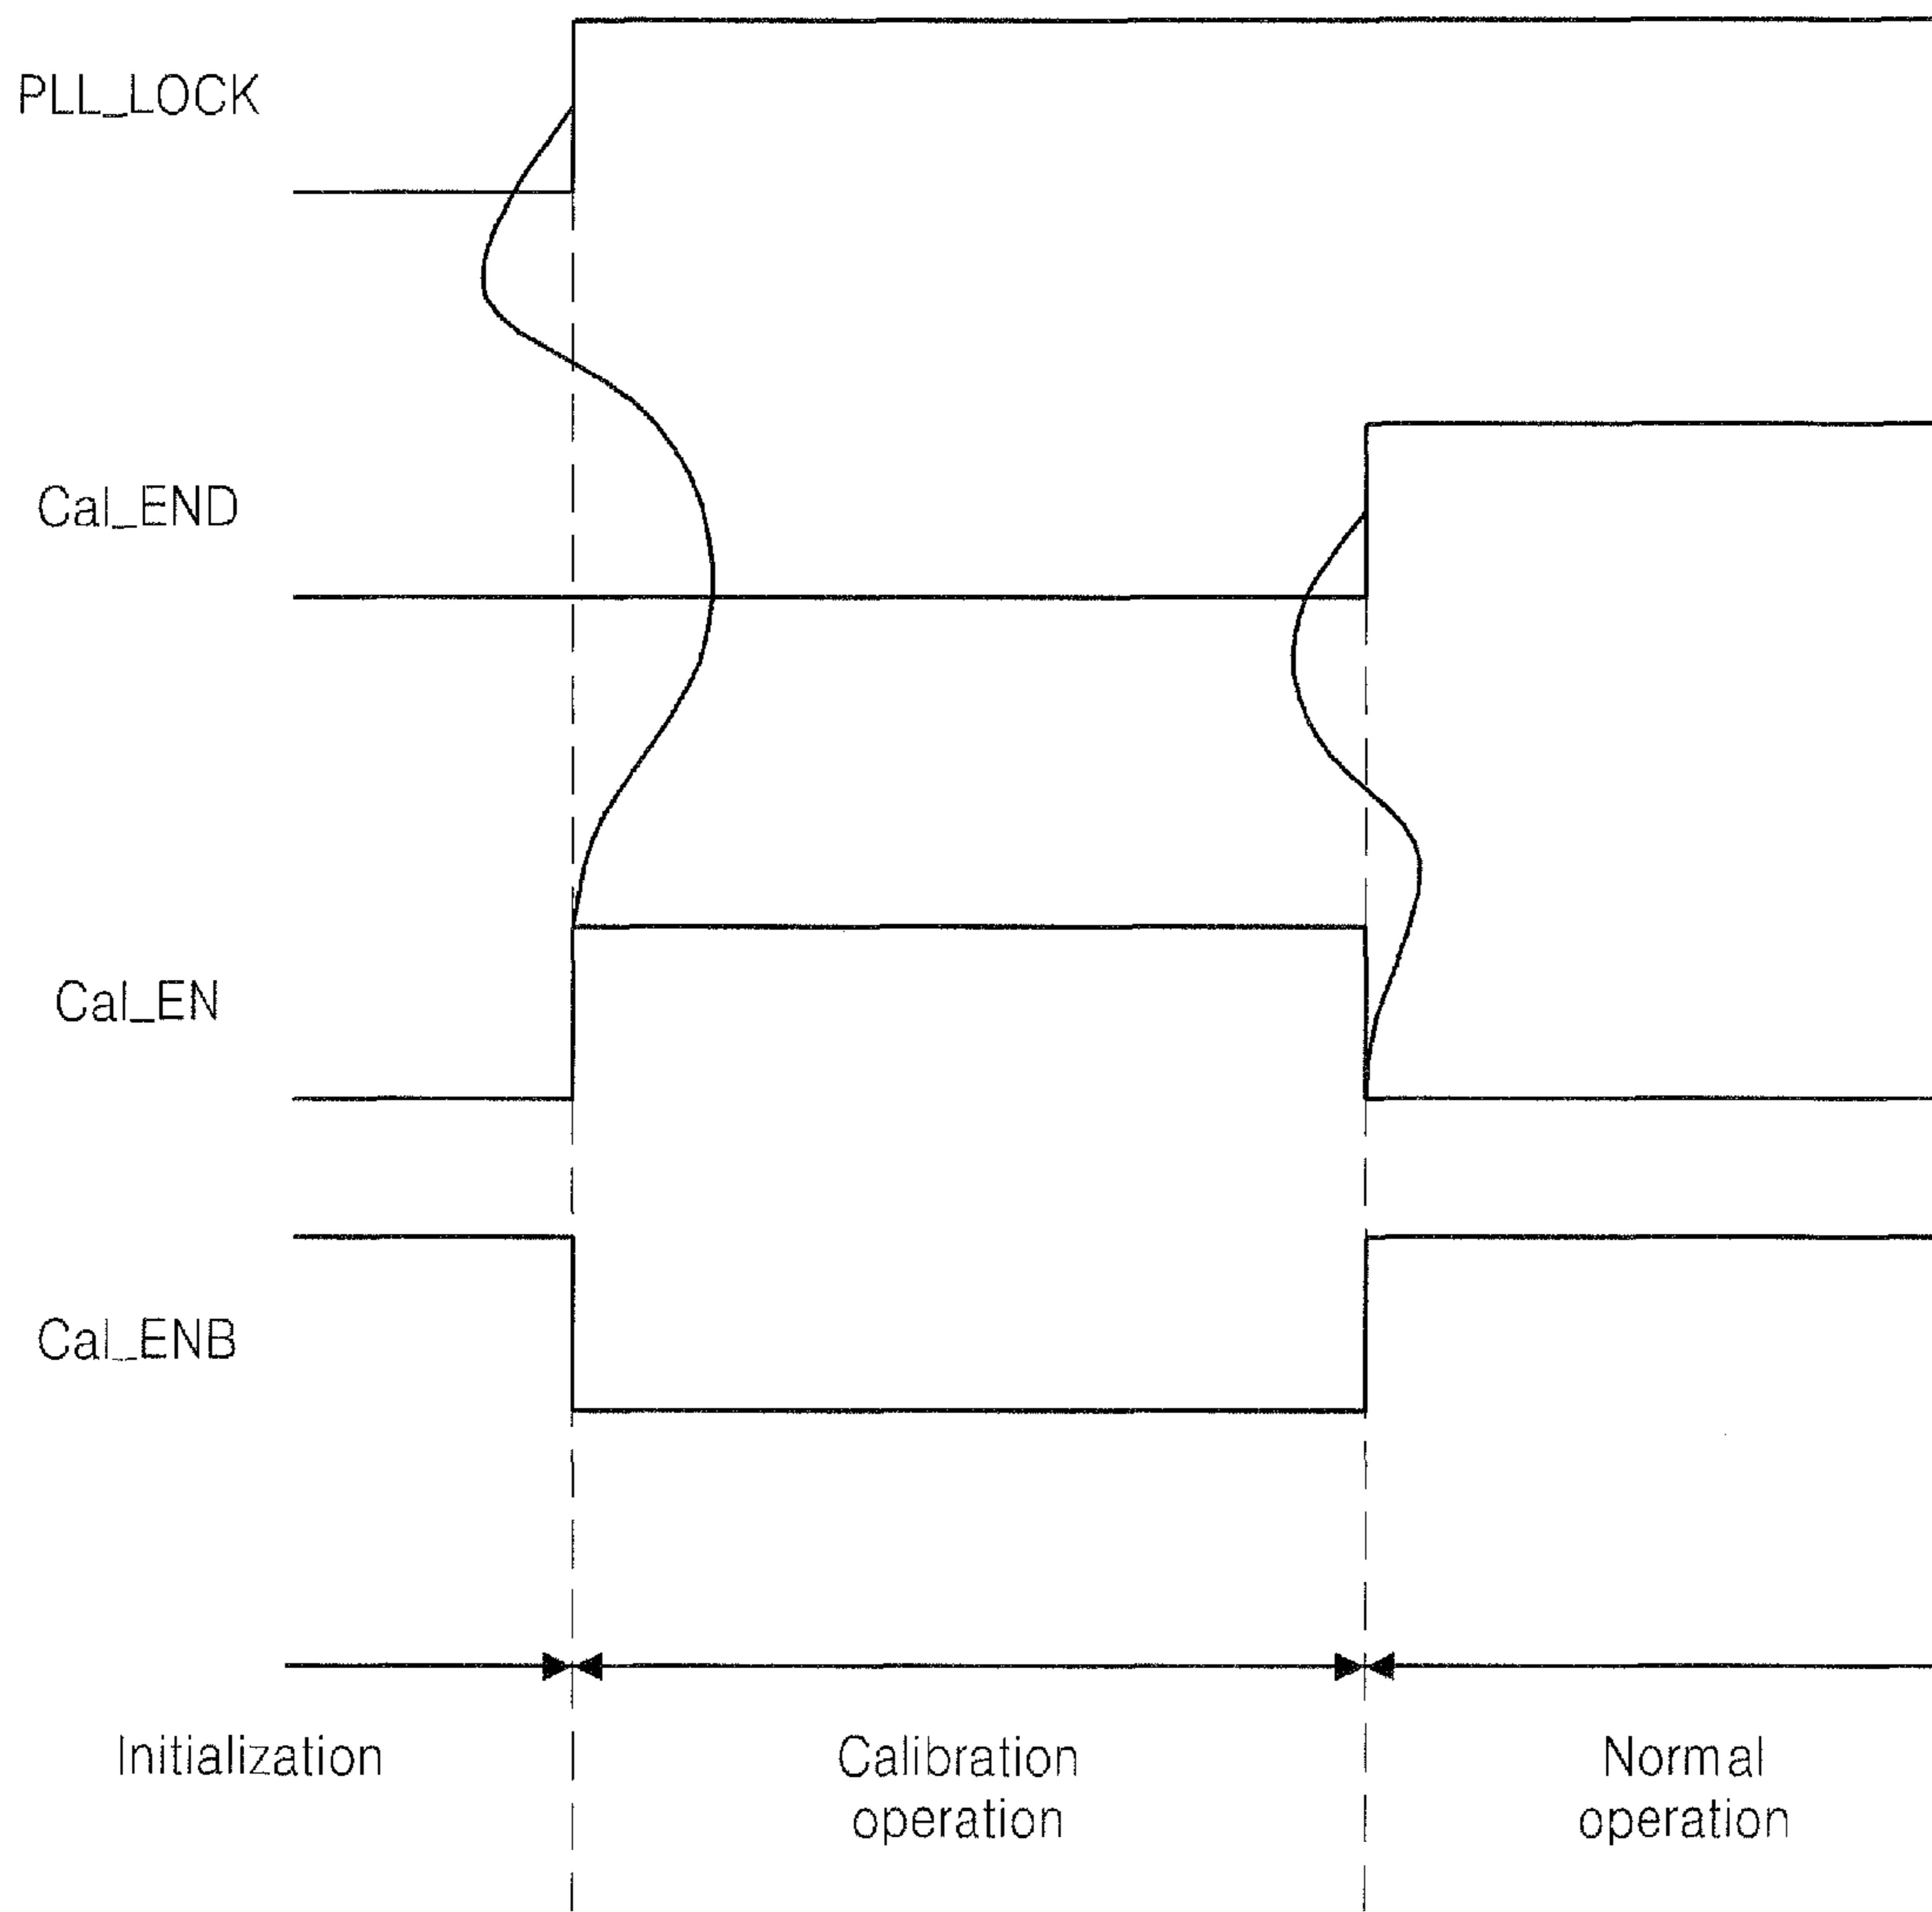 PLL_LOCK
Cal_END
Cal_EN
Cal_ENB
Initialization
Calibration
operation
Normal
operation